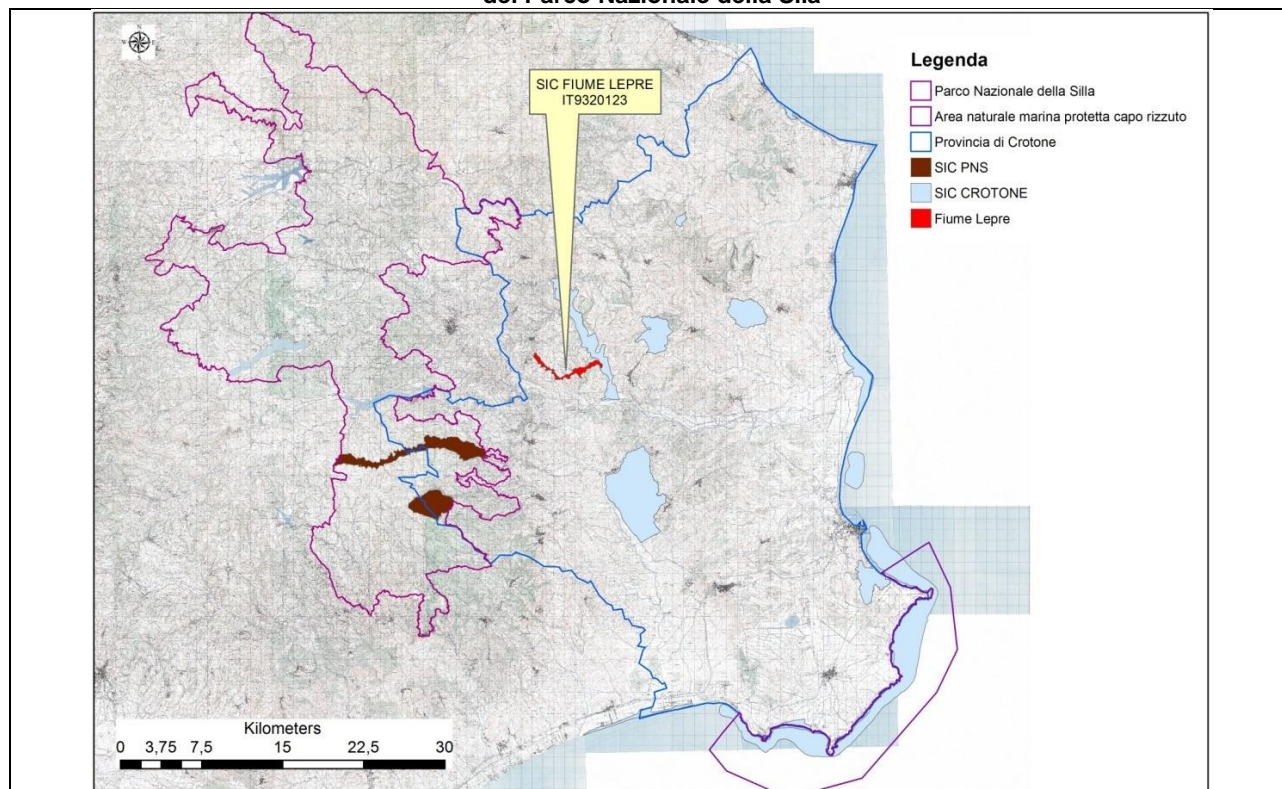 del Parco Nazionale della Sila
SIC FIUME LEPRE
IT9320123
Legenda
Parco Nazionale della Silla
Area naturale marina protetta capo rizzuto
Provincia di Crotone
SIC PNS
SIC CROTONE
Fiume Lepre
Kilometers
0 3,75 7,5 15 22,5 30